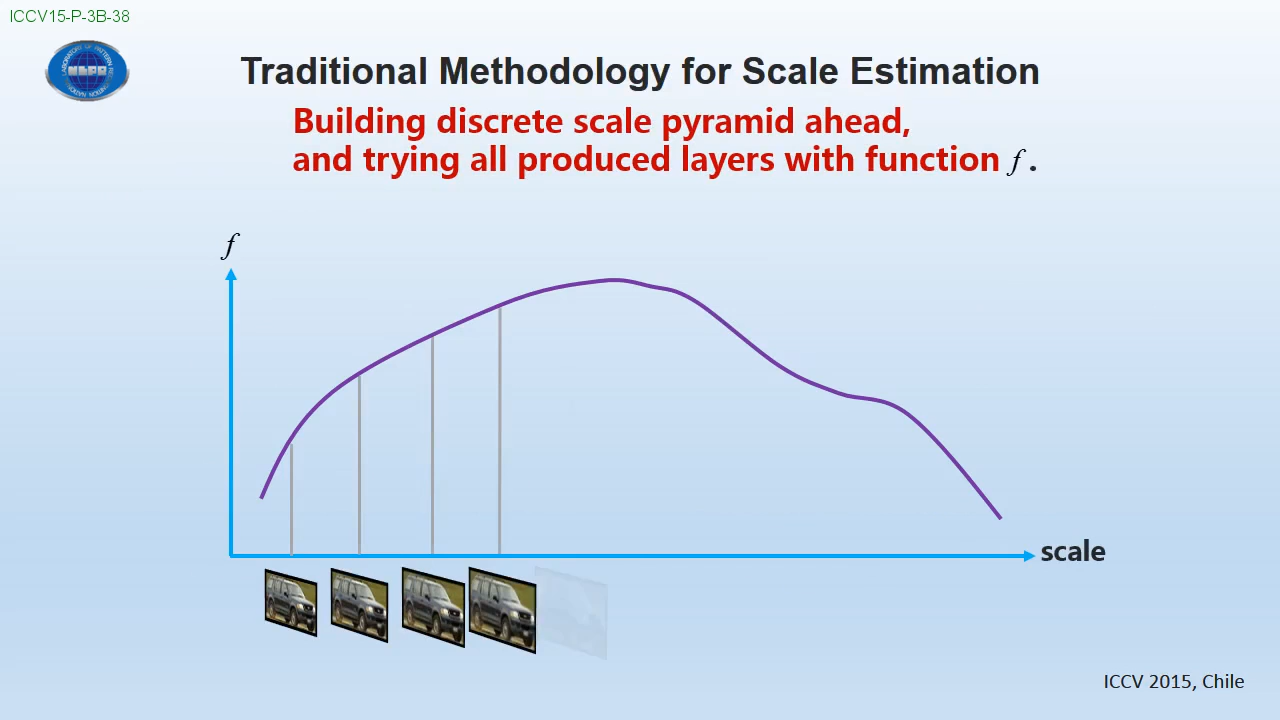 ICCV15-P-3B-38
Traditional Methodology for Scale Estimation
Building discrete scale pyramid ahead,
and trying all produced layers with function f .
f
scale
ICCV 2015, Chile